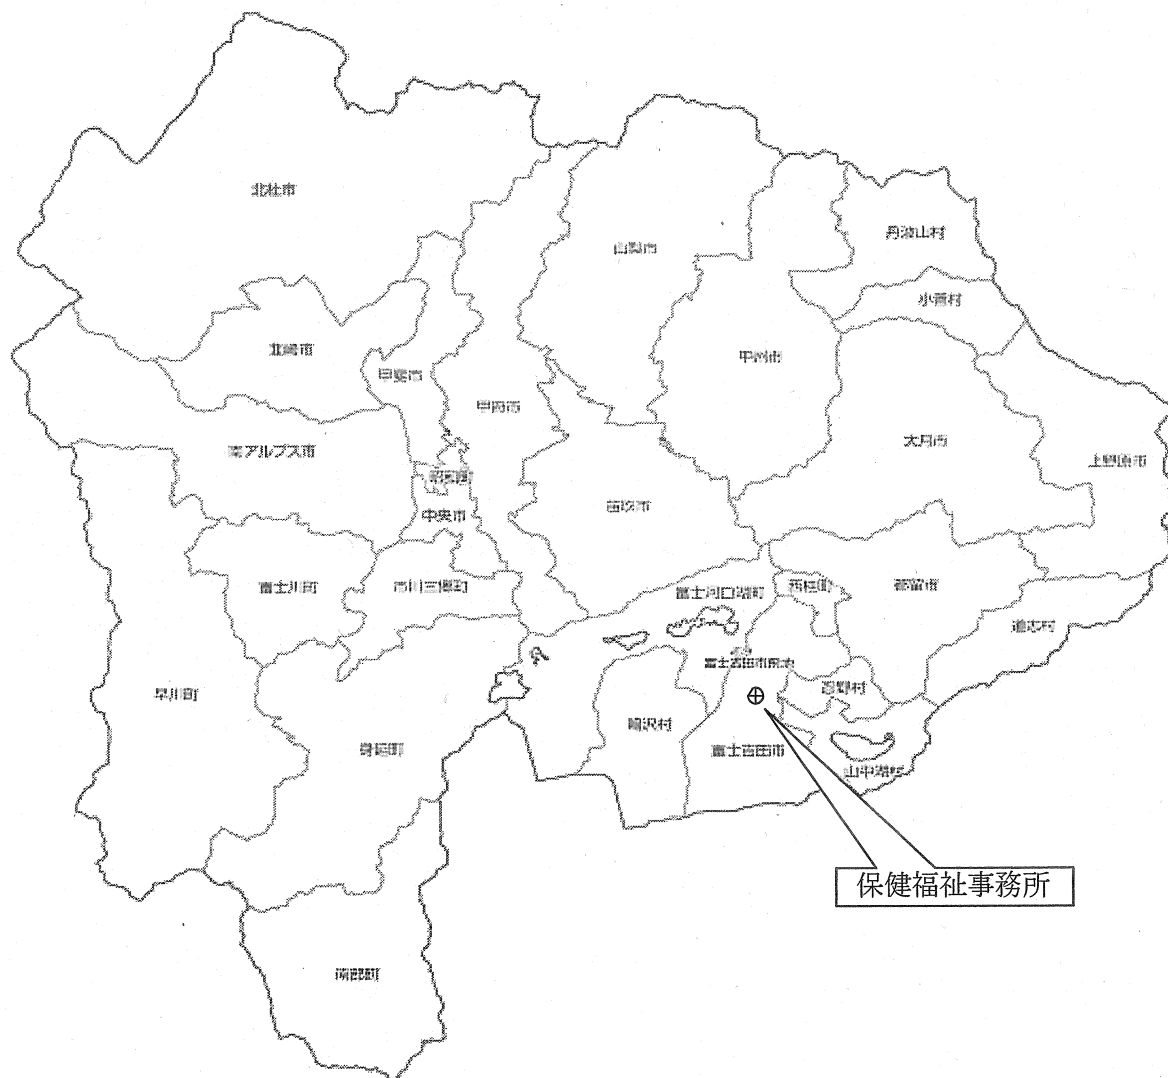 北杜市
山梨市
丹波山村
小菅村
韮崎市
甲斐市
甲府市
甲州市
大月市
上野原市
南アルプス市
昭和町
中央市
笛吹市
富士川町
市川三郷町
富士河口湖町
西桂町
都留市
道志村
早川町
富士吉田市
忍野村
身延町
鳴沢村
富士吉田市
山中湖村
保健福祉事務所
南部町